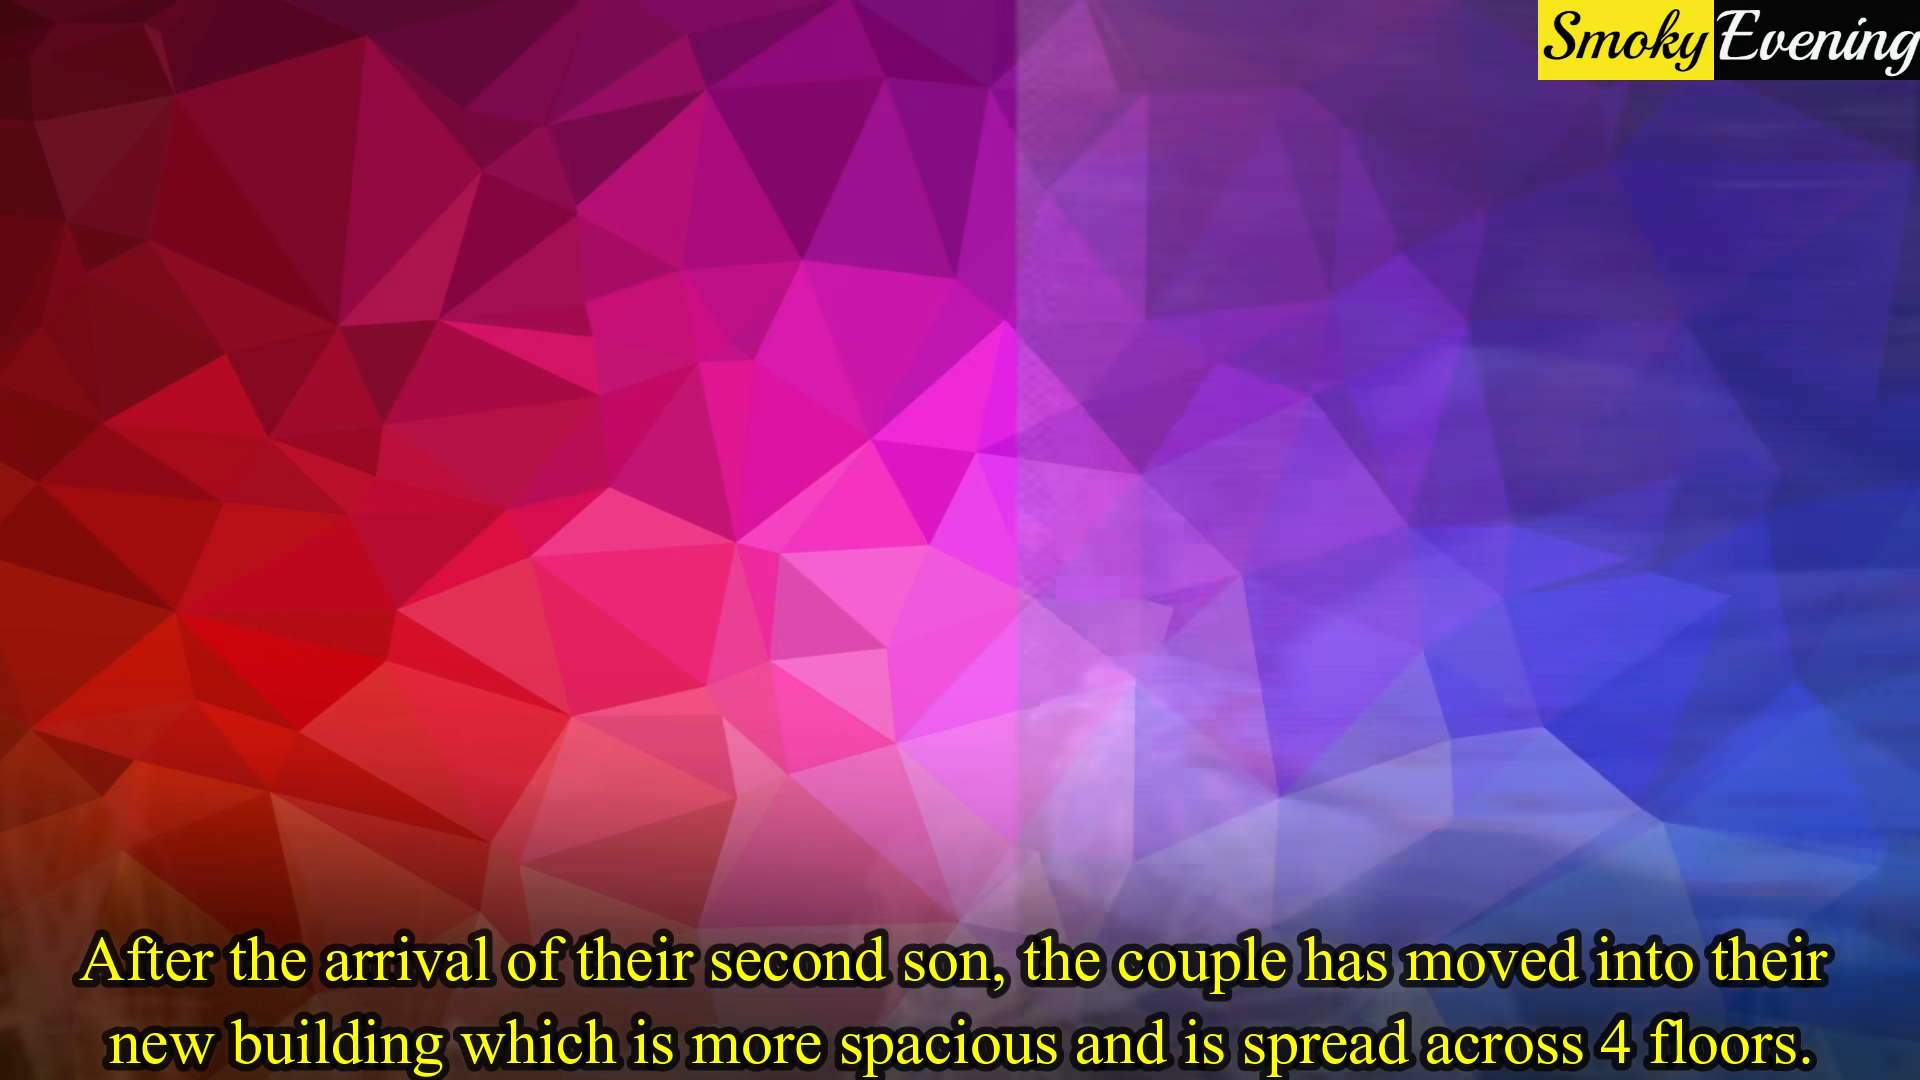 Smoky Evening
After the arrival of their second son, the couple has moved into their
new building which is more spacious and is spread across 4 floors.